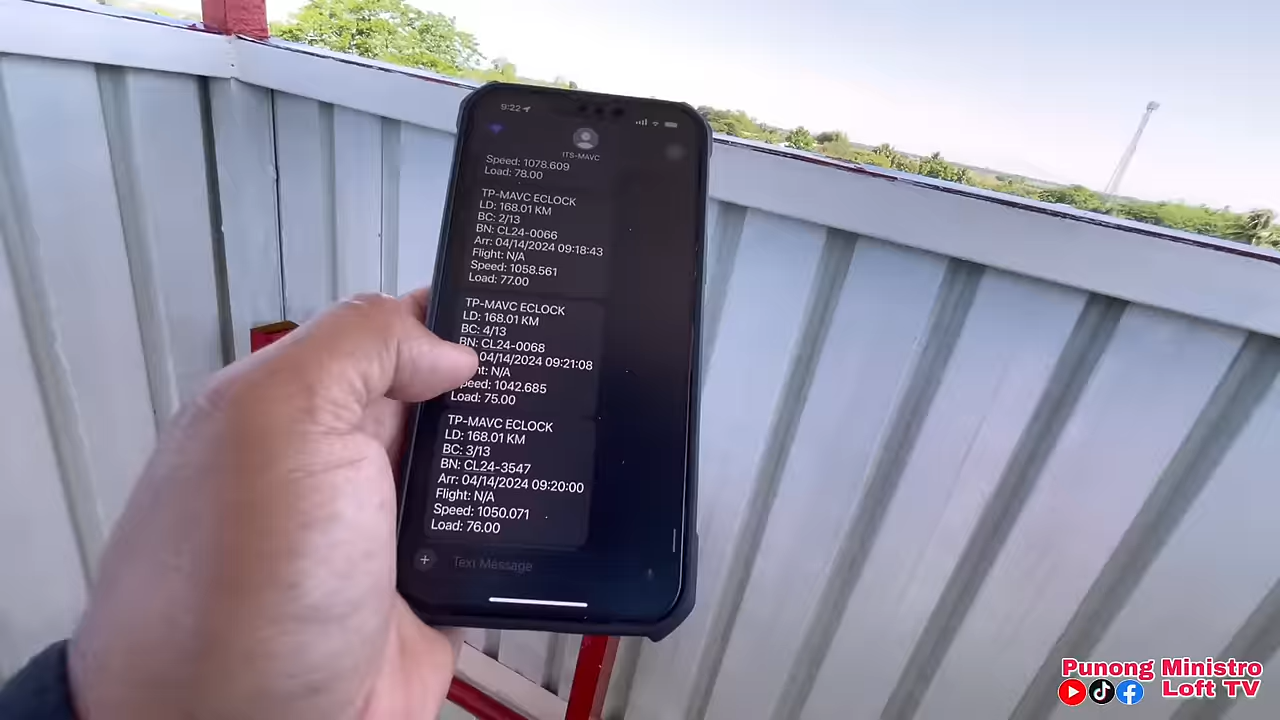 9:22
ITS-MAVC
Speed: 1078.609
Load: 78.00
TP-MAVC ECLOCK
LD: 168.01 KM
BC: 2/13
BN: CL24-0066
Arr: 04/14/2024 09:18:43
Flight: N/A
Speed: 1058.561
Load: 77.00
TP-MAVC ECLOCK
LD: 168.01 KM
BC: 4/13
BN: CL24-0068
04/14/2024 09:21:08
ht: N/A
peed: 1042.685
Load: 75.00
TP-MAVC ECLOCK
LD: 168.01 KM
BC: 3/13
BN: CL24-3547
Arr: 04/14/2024 09:20:00
Flight: N/A
Speed: 1050.071
Load: 76.00
Text Message
Punong Ministro
Loft TV